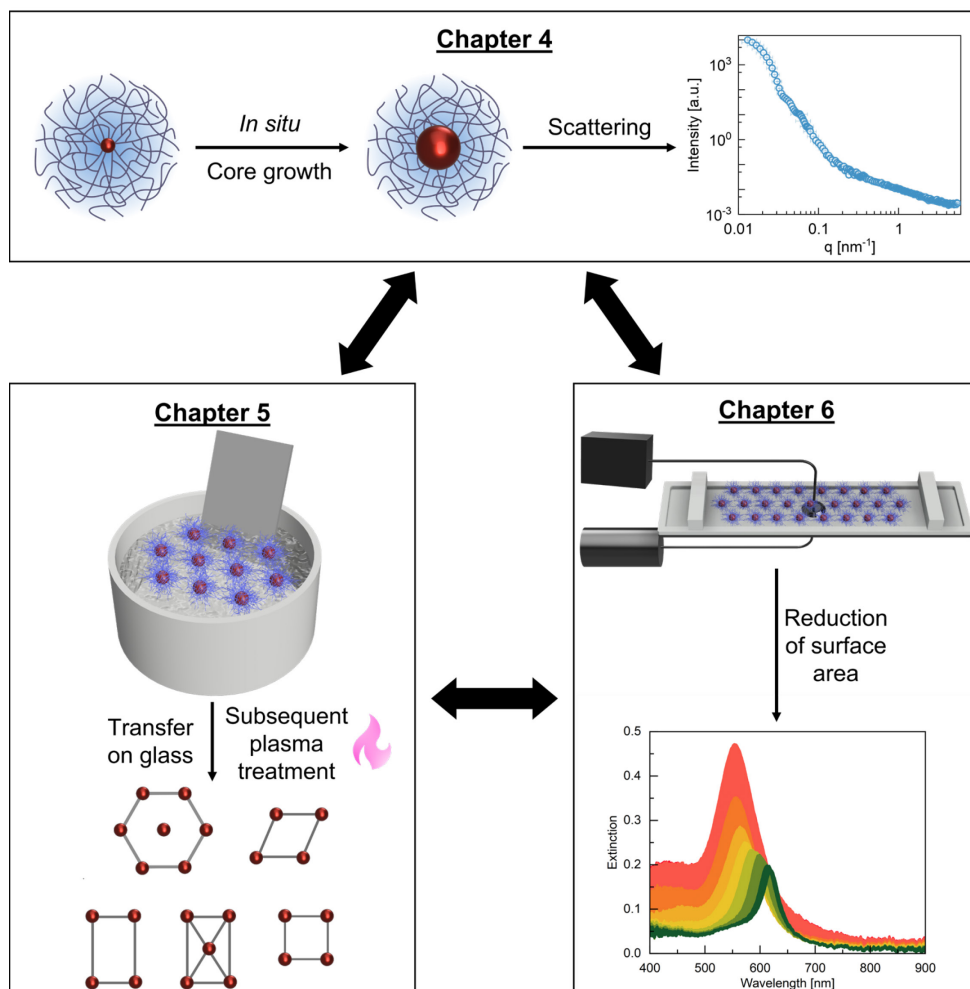 Chapter 4
In situ
Core growth
Scattering
Intensity [a.u.]
10³
10⁰
10⁻³
0.01
0.1
1
q [nm⁻¹]
Chapter 5
Transfer
on glass
Subsequent
plasma
treatment
Chapter 6
Reduction
of surface
area
Extinction
0.5
0.4
0.3
0.2
0.1
0.0
400
500
600
700
800
900
Wavelength [nm]